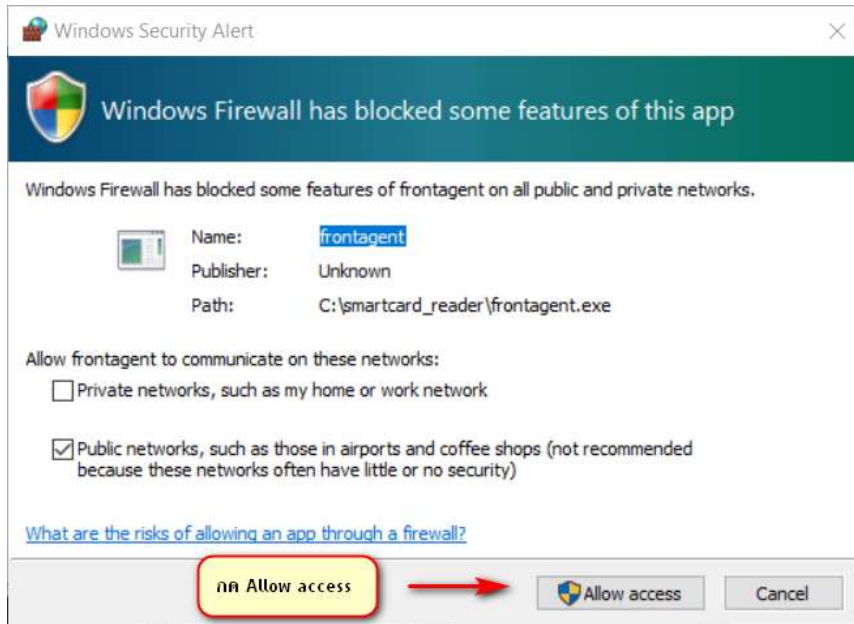 Windows Security Alert
Windows Firewall has blocked some features of this app
Windows Firewall has blocked some features of frontagent on all public and private networks.
Name: frontagent
Publisher: Unknown
Path: C:\smartcard_reader\frontagent.exe
Allow frontagent to communicate on these networks:
Private networks, such as my home or work network
Public networks, such as those in airports and coffee shops (not recommended
because these networks often have little or no security)
What are the risks of allowing an app through a firewall?
กด Allow access
Allow access Cancel